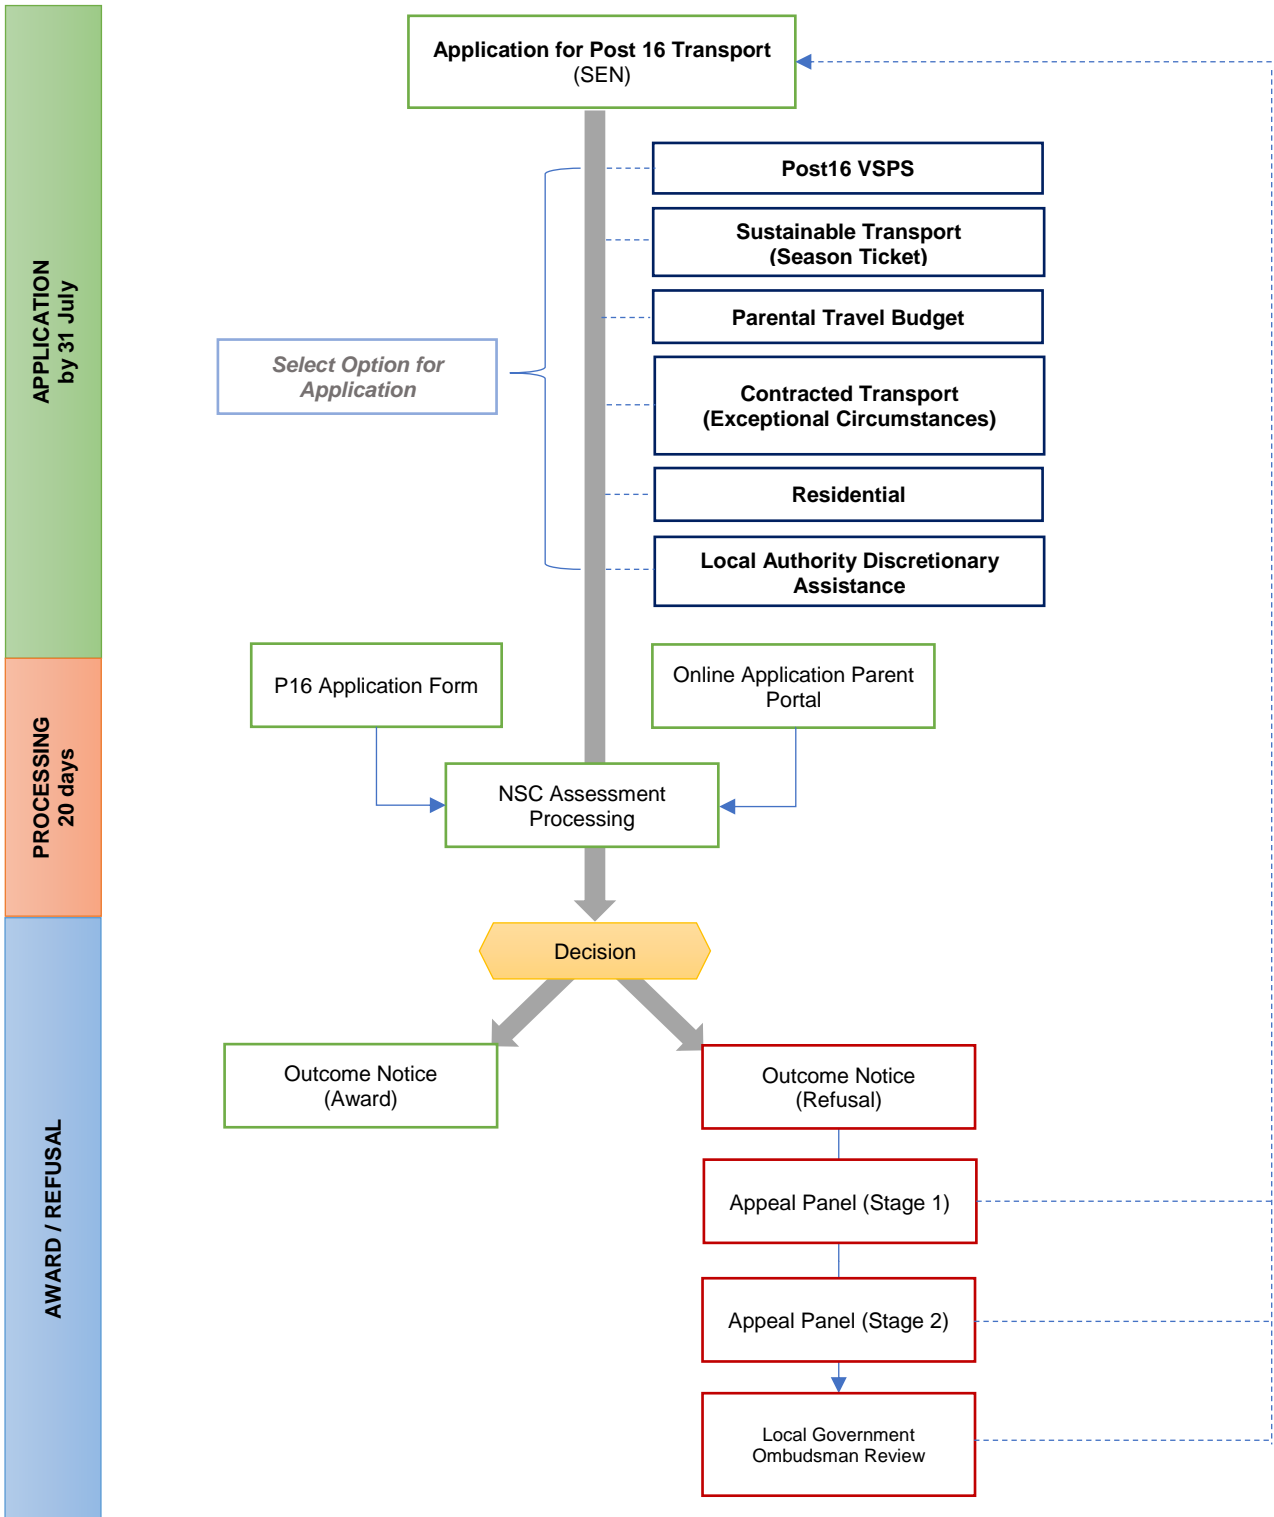 Application for Post 16 Transport
(SEN)
APPLICATION
by 31 July
Post16 VSPS
Sustainable Transport
(Season Ticket)
Parental Travel Budget
Select Option for
Application
Contracted Transport
(Exceptional Circumstances)
Residential
Local Authority Discretionary
Assistance
PROCESSING
20 days
P16 Application Form
Online Application Parent
Portal
NSC Assessment
Processing
Decision
AWARD / REFUSAL
Outcome Notice
(Award)
Outcome Notice
(Refusal)
Appeal Panel (Stage 1)
Appeal Panel (Stage 2)
Local Government
Ombudsman Review